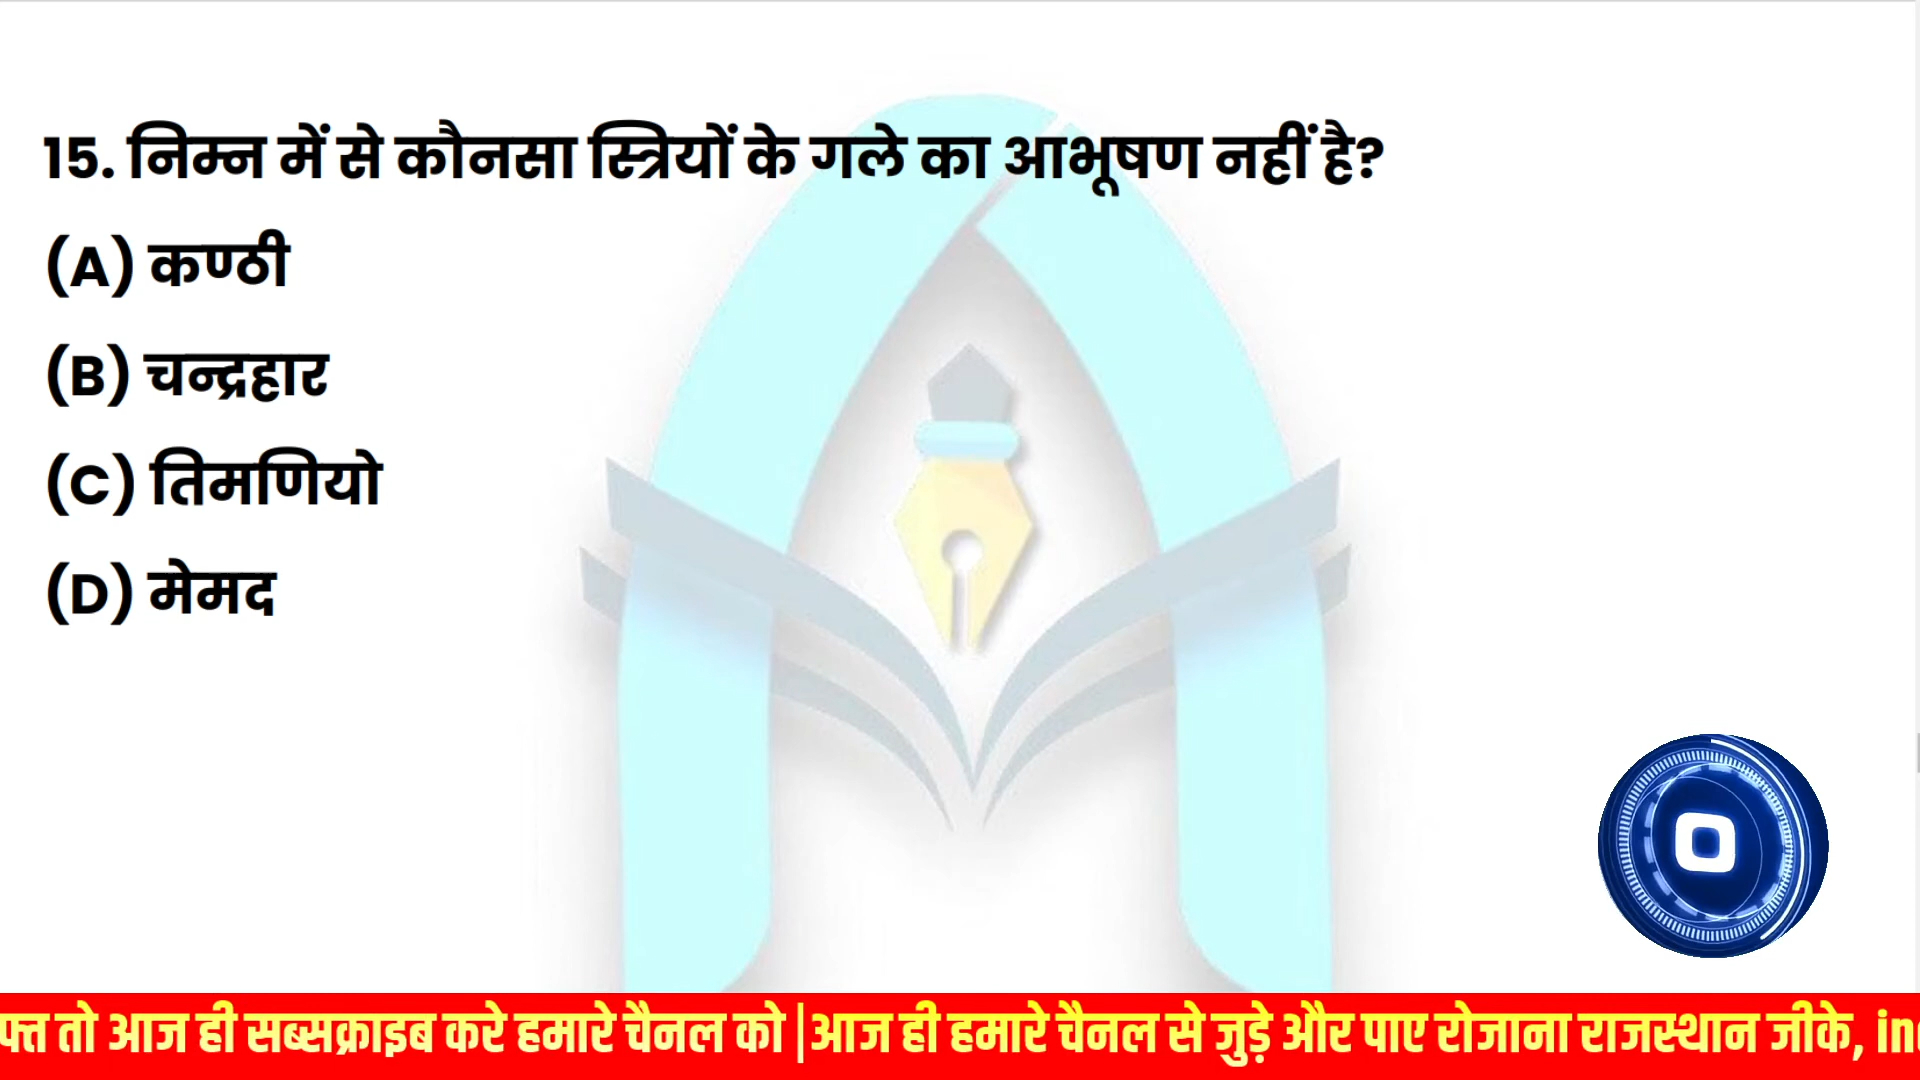 15. निम्न में से कौनसा स्त्रियों के गले का आभूषण नहीं है?
(A) कण्ठी
(B) चन्द्रहार
(C) तिमणियो
(D) मेमद
तो आज ही सब्सक्राइब करे हमारे चैनल को |आज ही हमारे चैनल से जुड़े और पाए रोजाना राजस्थान जीके,